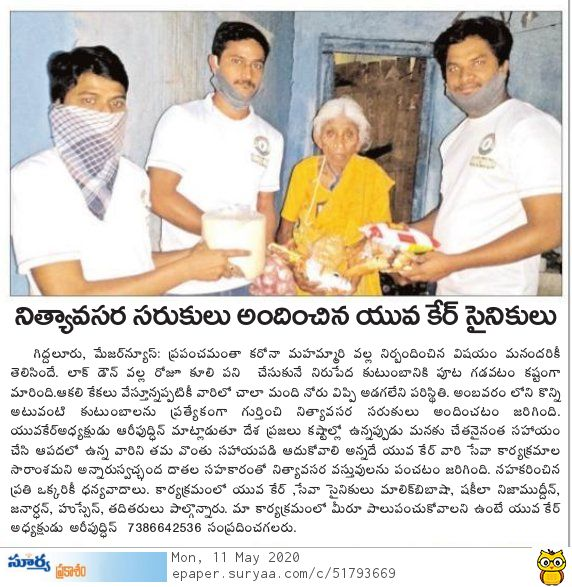 నిత్యావసర సరుకులు అందించిన యువ కేర్ సైనికులు
గిద్దలూరు, మేజర్‌న్యూస్: ప్రపంచమంతా కరోనా మహమ్మారి వల్ల నిర్బందించిన విషయం మనందరికీ
తెలిసిందే. లాక్ డౌన్ వల్ల రోజూ కూలి పని చేసుకునే నిరుపేద కుటుంబానికి పూట గడవటం కష్టంగా
మారింది.ఆకలి కేకలు వేస్తూన్నప్పటికీ వారిలో చాలా మంది నోరు విప్పి అడగలేని పరిస్థితి. అంబవరం లోని కొన్ని
అటువంటి కుటుంబాలను ప్రత్యేకంగా గుర్తించి నిత్యావసర సరుకులు అందించటం జరిగింది.
యువకేర్అధ్యక్షుడు ఆరీఫుద్ధిన్ మాట్లాడుతూ దేశ ప్రజలు కష్టాల్లో ఉన్నప్పుడు మనకు చేతనైనంత సహాయం
చేసి ఆపదలో ఉన్న వారిని తమ వొంతు సహాయపడి ఆదుకోవాలి అన్నదే యువ కేర్ వారి సేవా కార్యక్రమాల
సారాంశమని అన్నారుస్వచ్ఛంద దాతల సహకారంతో నిత్యావసర వస్తువులను పంచటం జరిగింది. నహకరించిన
ప్రతి ఒక్కరికీ ధన్యవాదాలు. కార్యక్రమంలో యువ కేర్ ,సేవా సైనికులు మాలిక్‌బిబాషా, షకీలా నిజాముద్దీన్,
జనార్ధన్, హుస్సేన్, తదితరులు పాల్గొన్నారు. మా కార్యక్రమంలో మీరూ పాలుపంచుకోవాలని ఉంటే యువ కేర్
అధ్యక్షుడు అరీఫుద్దిస్ 7386642536 సంప్రదించగలరు.
సూర్య ప్రకాశం
Mon, 11 May 2020
epaper.suryaa.com/c/51793669